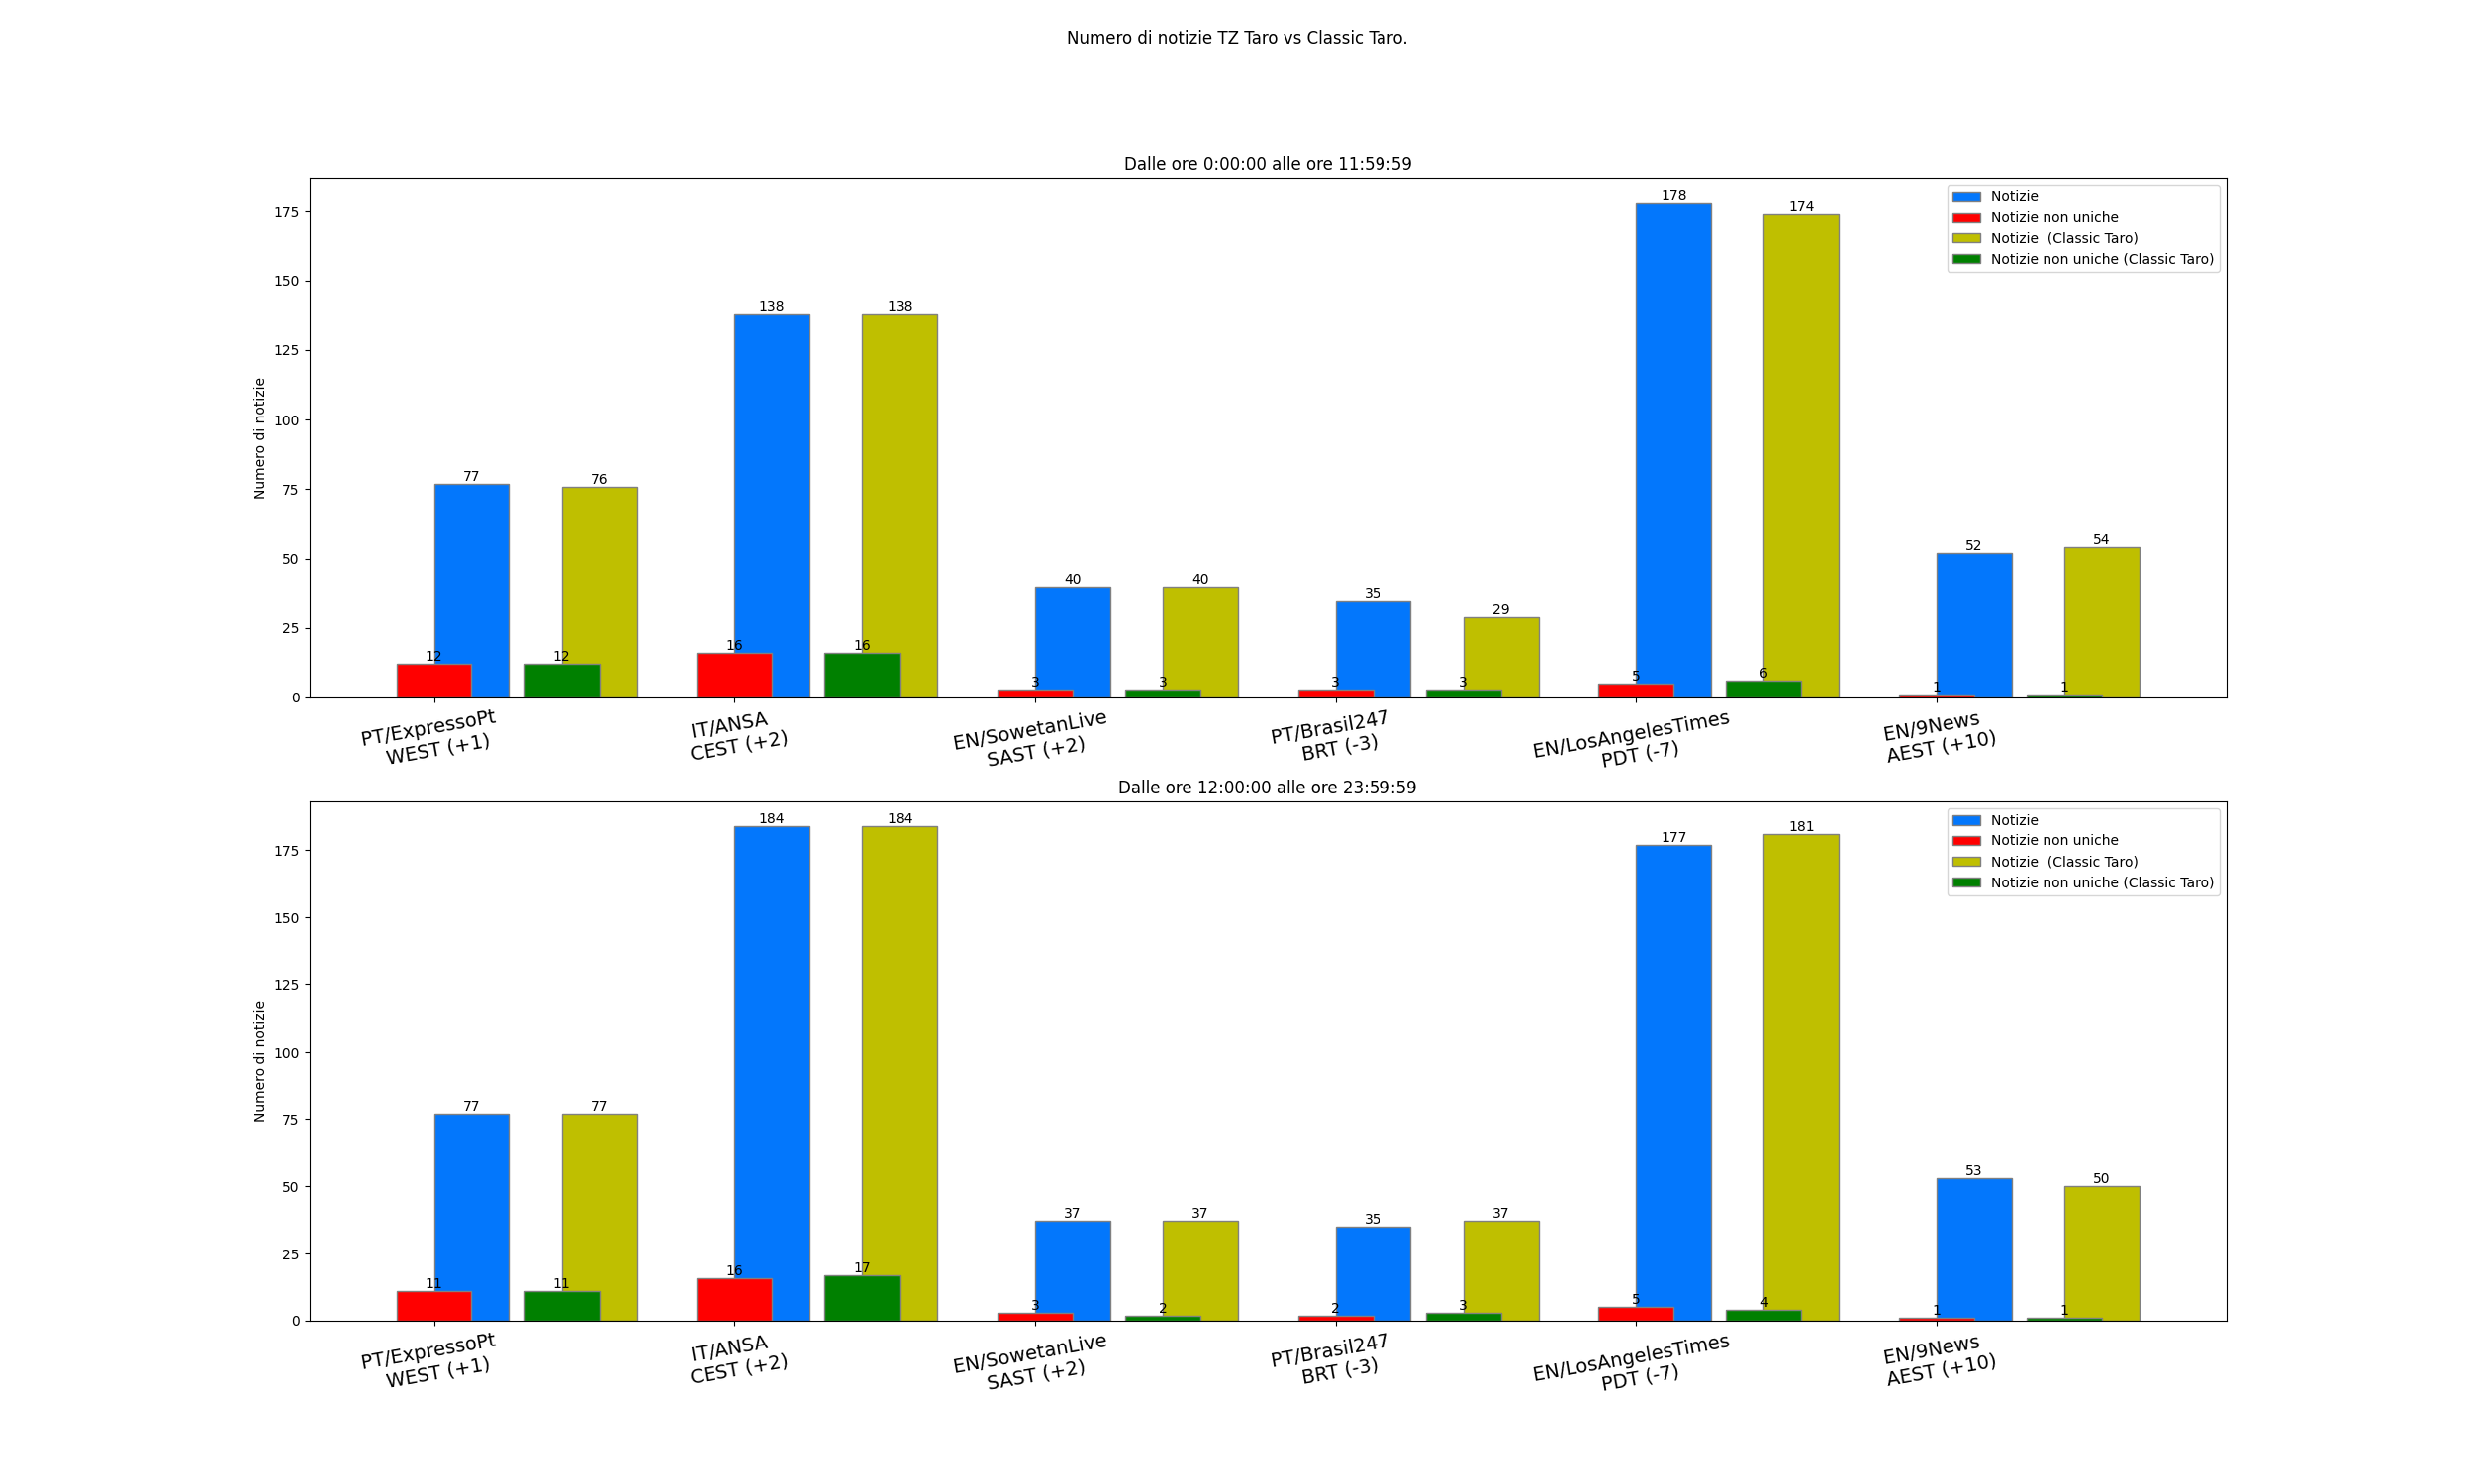 Numero di notizie TZ Taro vs Classic Taro.
Dalle ore 0:00:00 alle ore 11:59:59
Numero di notizie
175
150
125
100
75
50
25
0
Notizie
Notizie non uniche
Notizie  (Classic Taro)
Notizie non uniche (Classic Taro)
77
76
12
12
138
138
16
16
40
40
3
3
35
29
3
3
178
174
5
6
52
54
1
1
PT/ExpressoPt
WEST (+1)
IT/ANSA
CEST (+2)
EN/SowetanLive
SAST (+2)
PT/Brasil247
BRT (-3)
EN/LosAngelesTimes
PDT (-7)
EN/9News
AEST (+10)
Dalle ore 12:00:00 alle ore 23:59:59
Numero di notizie
175
150
125
100
75
50
25
0
Notizie
Notizie non uniche
Notizie  (Classic Taro)
Notizie non uniche (Classic Taro)
77
77
11
11
184
184
16
17
37
37
3
2
35
37
2
3
177
181
5
4
53
50
1
1
PT/ExpressoPt
WEST (+1)
IT/ANSA
CEST (+2)
EN/SowetanLive
SAST (+2)
PT/Brasil247
BRT (-3)
EN/LosAngelesTimes
PDT (-7)
EN/9News
AEST (+10)